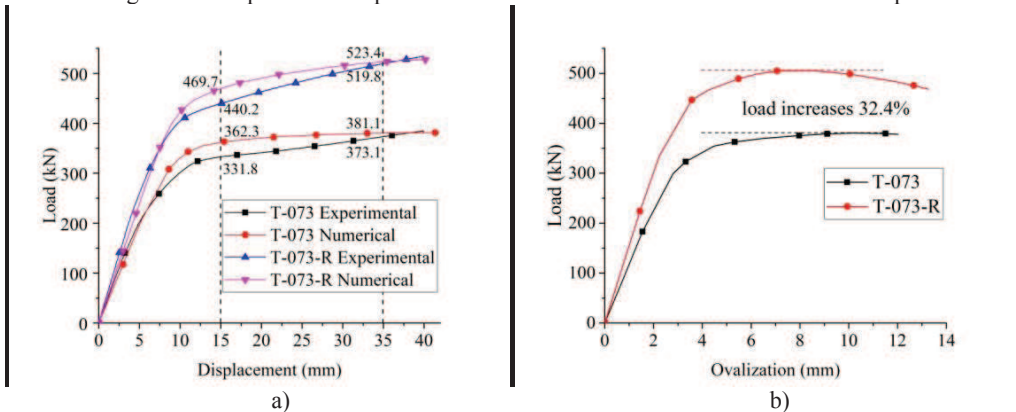 500
400
300
200
100
0
Load (kN)
469.7
523.4
519.8
440.2
362.3
381.1
331.8
373.1
T-073 Experimental
T-073 Numerical
T-073-R Experimental
T-073-R Numerical
0 5 10 15 20 25 30 35 40
Displacement (mm)
a)
500
400
300
200
100
0
Load (kN)
load increases 32.4%
T-073
T-073-R
0 2 4 6 8 10 12 14
Ovalization (mm)
b)